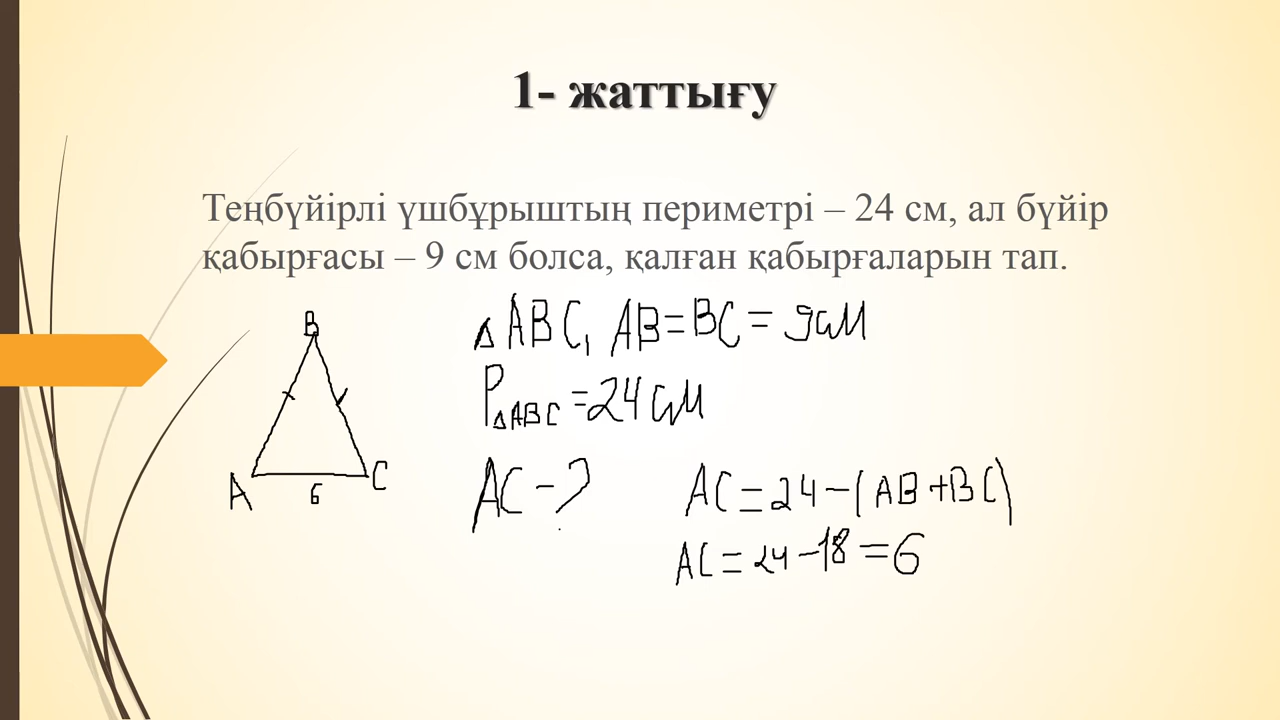 1- жаттығу
Теңбүйірлі үшбұрыштың периметрі – 24 см, ал бүйір
қабырғасы – 9 см болса, қалған қабырғаларын тап.
B
A
C
6
△ABC, AB=BC=9см
P△ABC=24см
AC-?
AC=24-(AB+BC)
AC=24-18=6